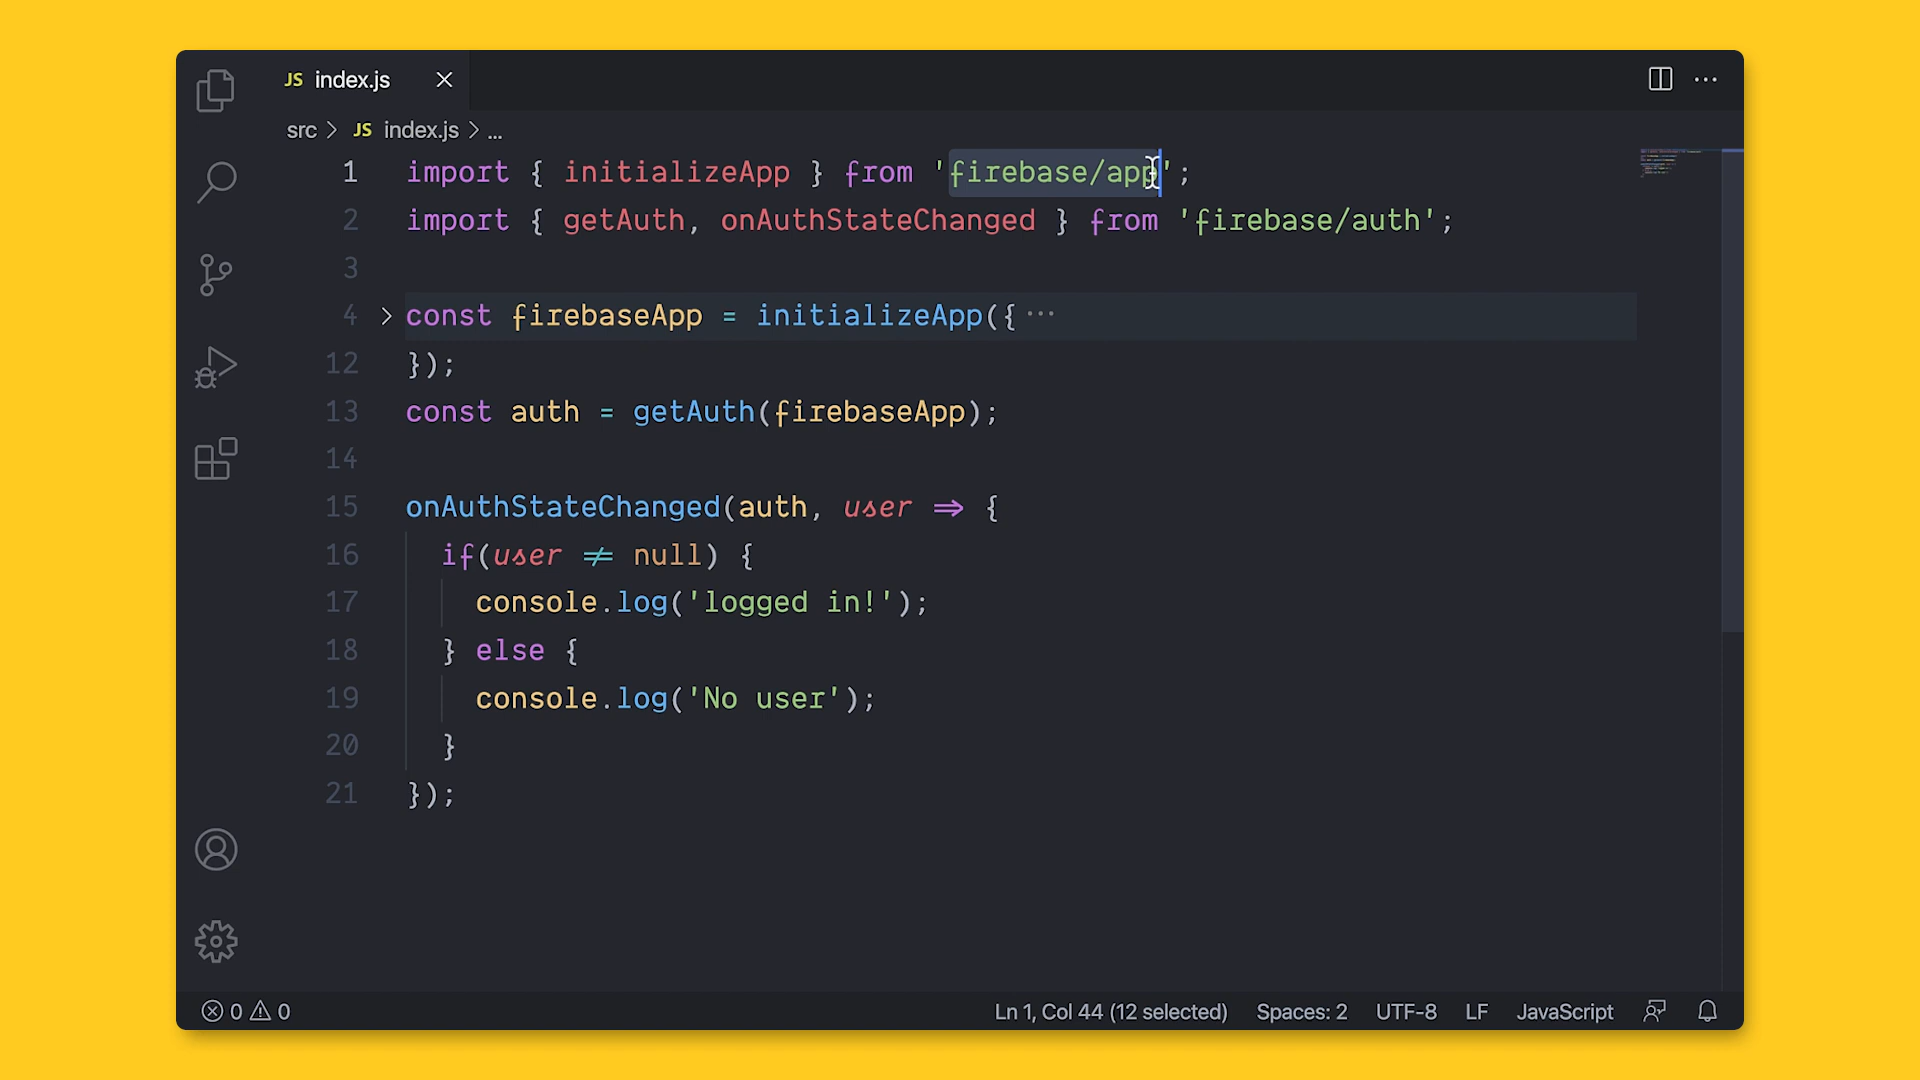 JS index.js
src > JS index.js > ...
1 import { initializeApp } from 'firebase/app';
2 import { getAuth, onAuthStateChanged } from 'firebase/auth';
3
4 > const firebaseApp = initializeApp({ ···
12 });
13 const auth = getAuth(firebaseApp);
14
15 onAuthStateChanged(auth, user => {
16 if(user != null) {
17 console.log('logged in!');
18 } else {
19 console.log('No user');
20 }
21 });
0 0 Ln 1, Col 44 (12 selected) Spaces: 2 UTF-8 LF JavaScript